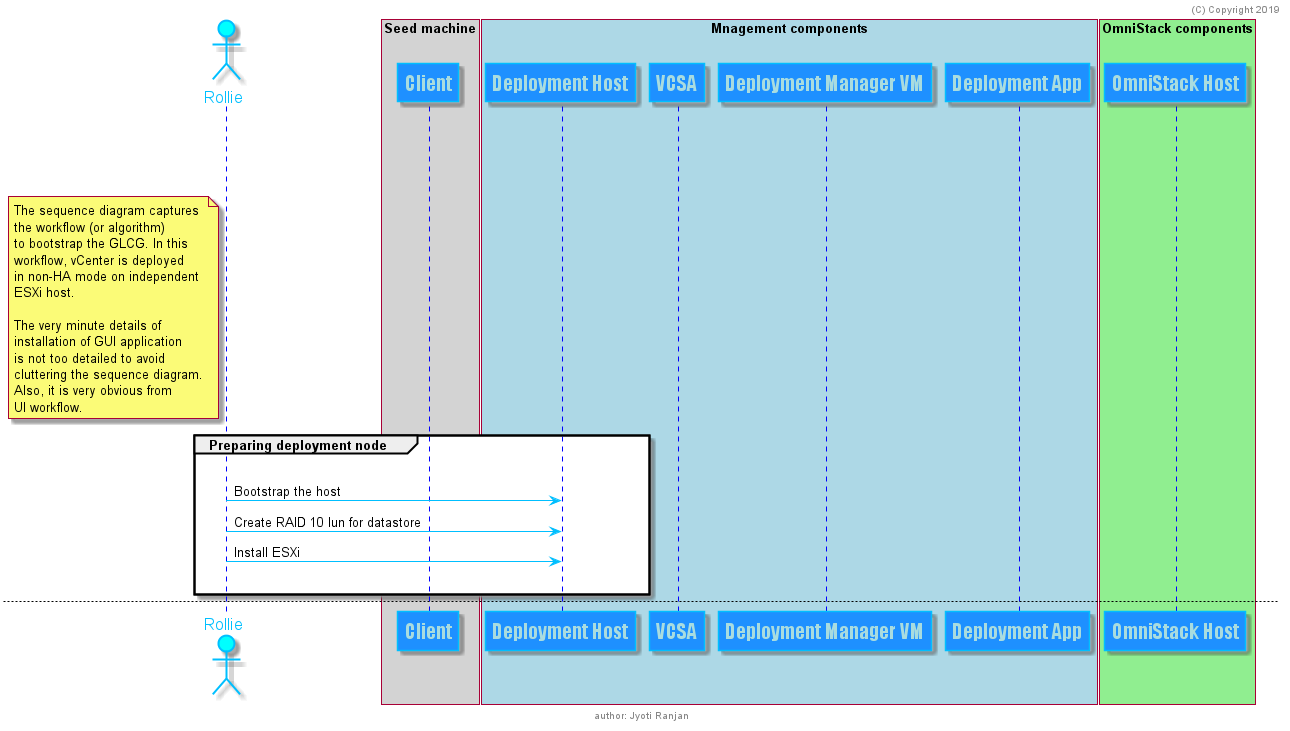 (C) Copyright 2019
Seed machine
Mnagement components
OmniStack components
Rollie
Client
Deployment Host
VCSA
Deployment Manager VM
Deployment App
OmniStack Host
The sequence diagram captures
the workflow (or algorithm)
to bootstrap the GLCG. In this
workflow, vCenter is deployed
in non-HA mode on independent
ESXi host.
The very minute details of
installation of GUI application
is not too detailed to avoid
cluttering the sequence diagram.
Also, it is very obvious from
UI workflow.
Preparing deployment node
Bootstrap the host
Create RAID 10 lun for datastore
Install ESXi
Rollie
Client
Deployment Host
VCSA
Deployment Manager VM
Deployment App
OmniStack Host
author: Jyoti Ranjan